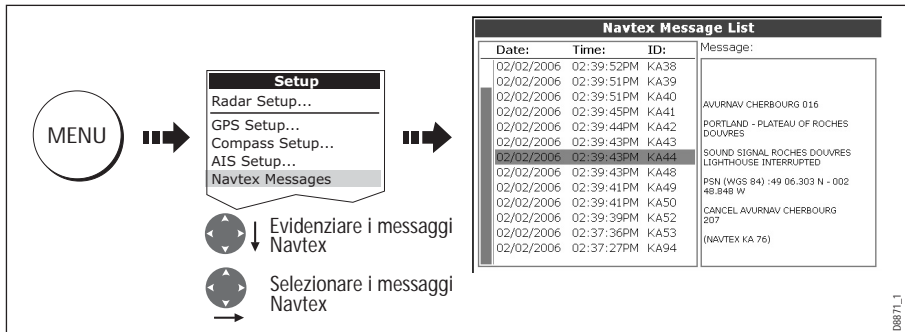 MENU
Setup
Radar Setup...
GPS Setup...
Compass Setup...
AIS Setup...
Navtex Messages
Evidenziare i messaggi
Navtex
Selezionare i messaggi
Navtex
Navtex Message List
Date: Time: ID:
02/02/2006 02:39:52PM KA38
02/02/2006 02:39:51PM KA39
02/02/2006 02:39:51PM KA40
02/02/2006 02:39:45PM KA41
02/02/2006 02:39:44PM KA42
02/02/2006 02:39:43PM KA43
02/02/2006 02:39:43PM KA44
02/02/2006 02:39:43PM KA48
02/02/2006 02:39:41PM KA49
02/02/2006 02:39:41PM KA50
02/02/2006 02:39:39PM KA52
02/02/2006 02:37:36PM KA53
02/02/2006 02:37:27PM KA94
Message:
AVURNAV CHERBOURG 016
PORTLAND - PLATEAU OF ROCHES
DOUVRES
SOUND SIGNAL ROCHES DOUVRES
LIGHTHOUSE INTERRUPTED
PSN (WGS 84) :49 06.303 N - 002
48.848 W
CANCEL AVURNAV CHERBOURG
207
(NAVTEX KA 76)
D8871_1